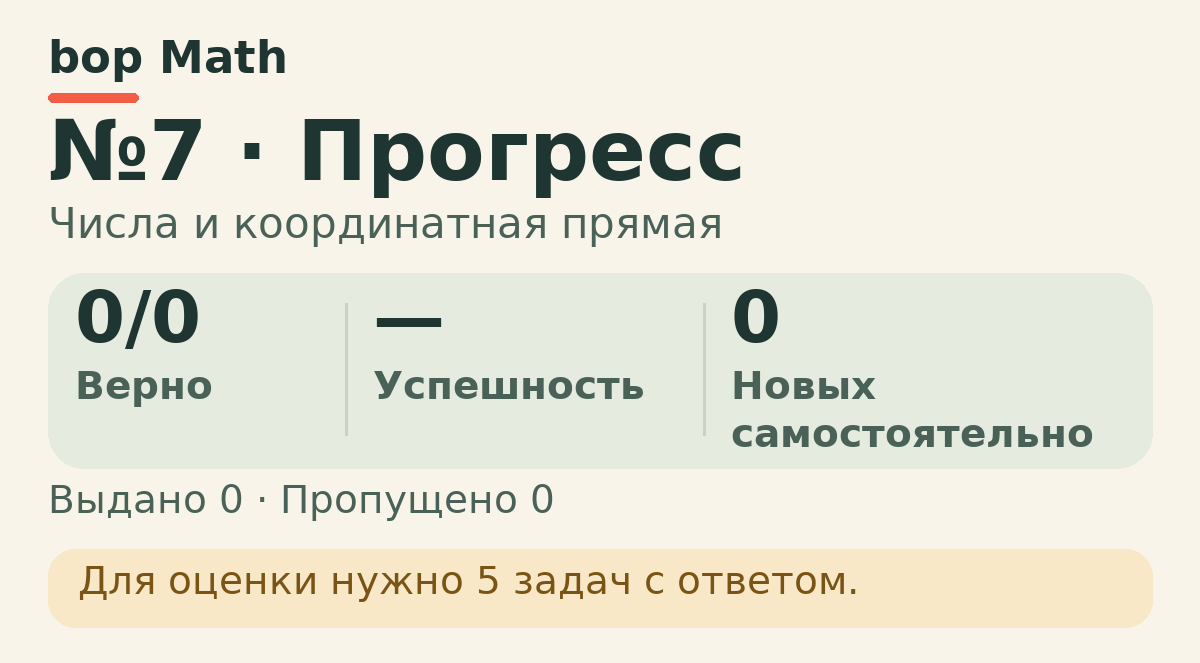 bop Math
№7 · Прогресс
Числа и координатная прямая
0/0
Верно
—
Успешность
0
Новых
самостоятельно
Выдано 0 · Пропущено 0
Для оценки нужно 5 задач с ответом.